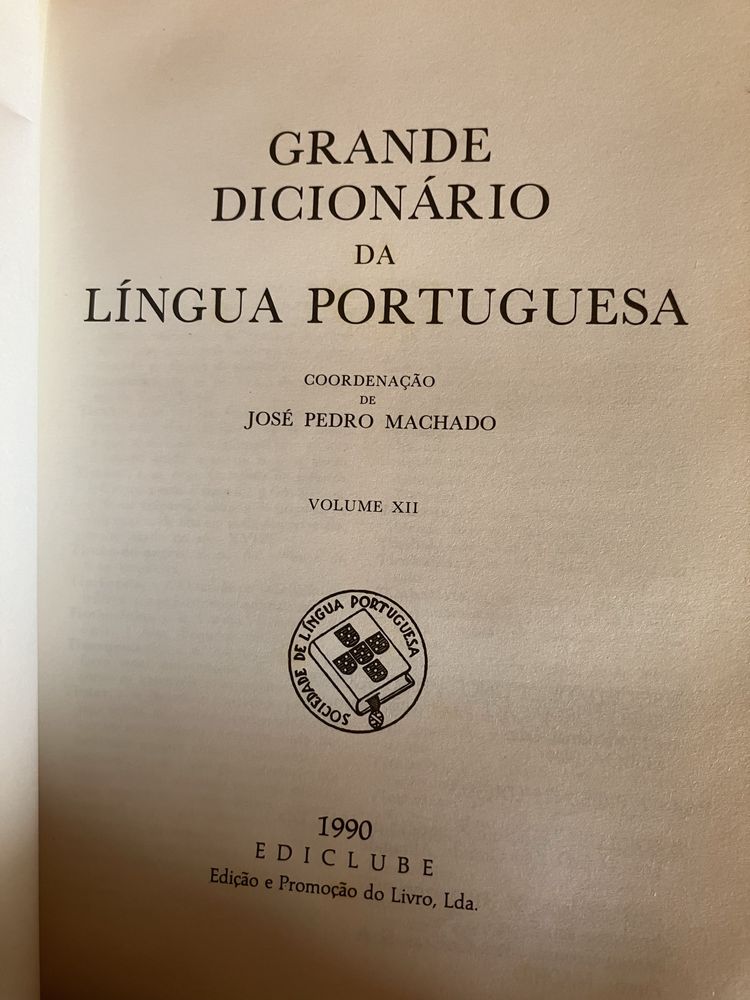 GRANDE
DICIONÁRIO
DA
LÍNGUA PORTUGUESA
COORDENAÇÃO
DE
JOSÉ PEDRO MACHADO
VOLUME XII
SOCIEDADE DE LÍNGUA PORTUGUESA
1990
EDICLUBE
Edição e Promoção do Livro, Lda.